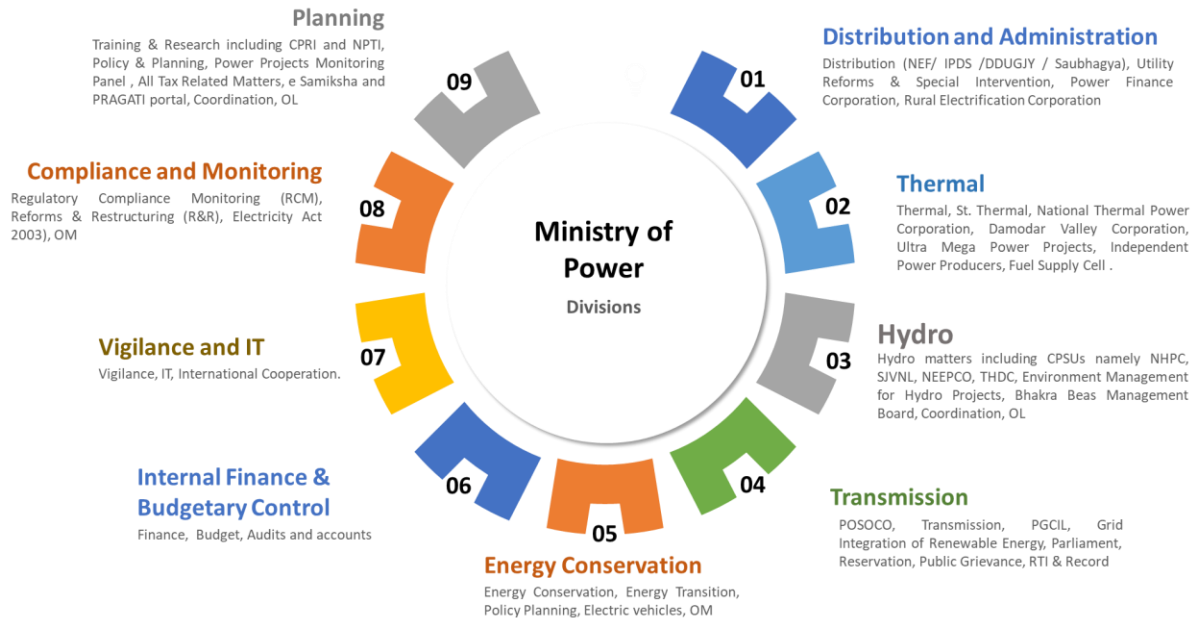 Ministry of
Power
Divisions
01
Distribution and Administration
Distribution (NEF/ IPDS /DDUGJY / Saubhagya), Utility
Reforms & Special Intervention, Power Finance
Corporation, Rural Electrification Corporation
02
Thermal
Thermal, St. Thermal, National Thermal Power
Corporation, Damodar Valley Corporation,
Ultra Mega Power Projects, Independent
Power Producers, Fuel Supply Cell .
03
Hydro
Hydro matters including CPSUs namely NHPC,
SJVNL, NEEPCO, THDC, Environment Management
for Hydro Projects, Bhakra Beas Management
Board, Coordination, OL
04
Transmission
POSOCO, Transmission, PGCIL, Grid
Integration of Renewable Energy, Parliament,
Reservation, Public Grievance, RTI & Record
05
Energy Conservation
Energy Conservation, Energy Transition,
Policy Planning, Electric vehicles, OM
06
Internal Finance &
Budgetary Control
Finance, Budget, Audits and accounts
07
Vigilance and IT
Vigilance, IT, International Cooperation.
08
Compliance and Monitoring
Regulatory Compliance Monitoring (RCM),
Reforms & Restructuring (R&R), Electricity Act
2003), OM
09
Planning
Training & Research including CPRI and NPTI,
Policy & Planning, Power Projects Monitoring
Panel , All Tax Related Matters, e Samiksha and
PRAGATI portal, Coordination, OL